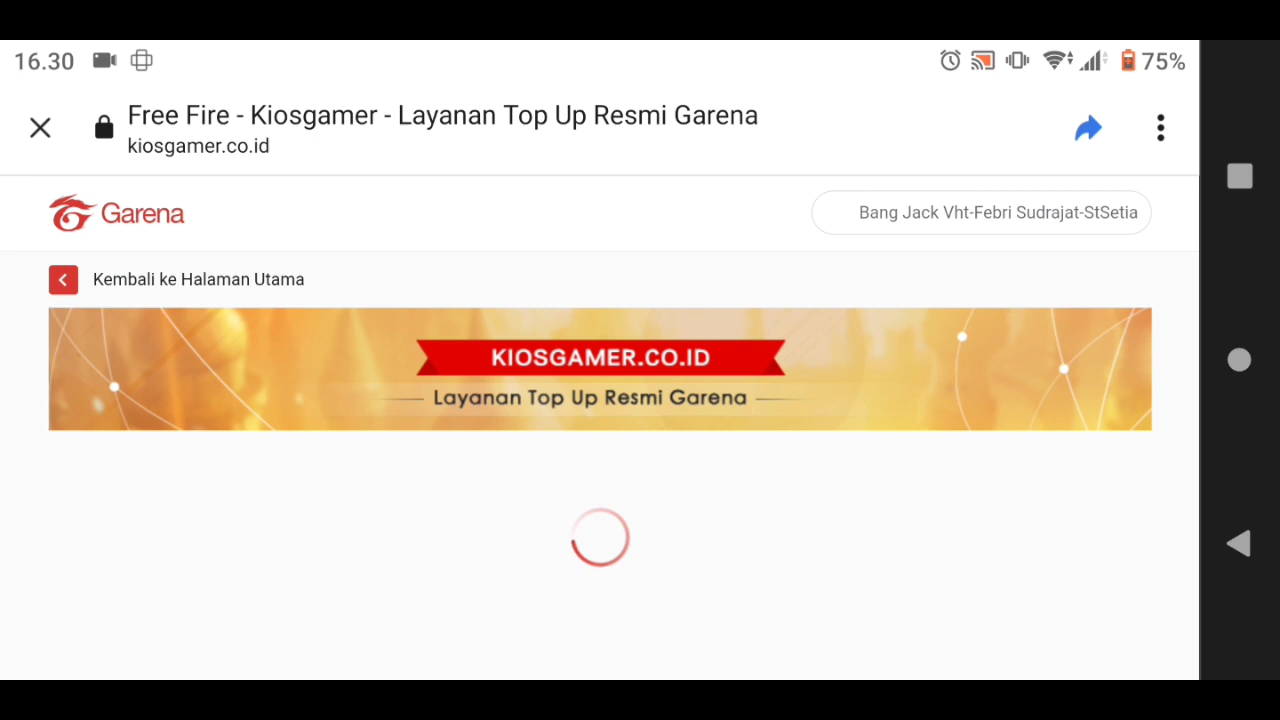 16.30
75%
Free Fire - Kiosgamer - Layanan Top Up Resmi Garena
kiosgamer.co.id
Garena
Bang Jack Vht-Febri Sudrajat-StSetia
Kembali ke Halaman Utama
KIOSGAMER.CO.ID
Layanan Top Up Resmi Garena